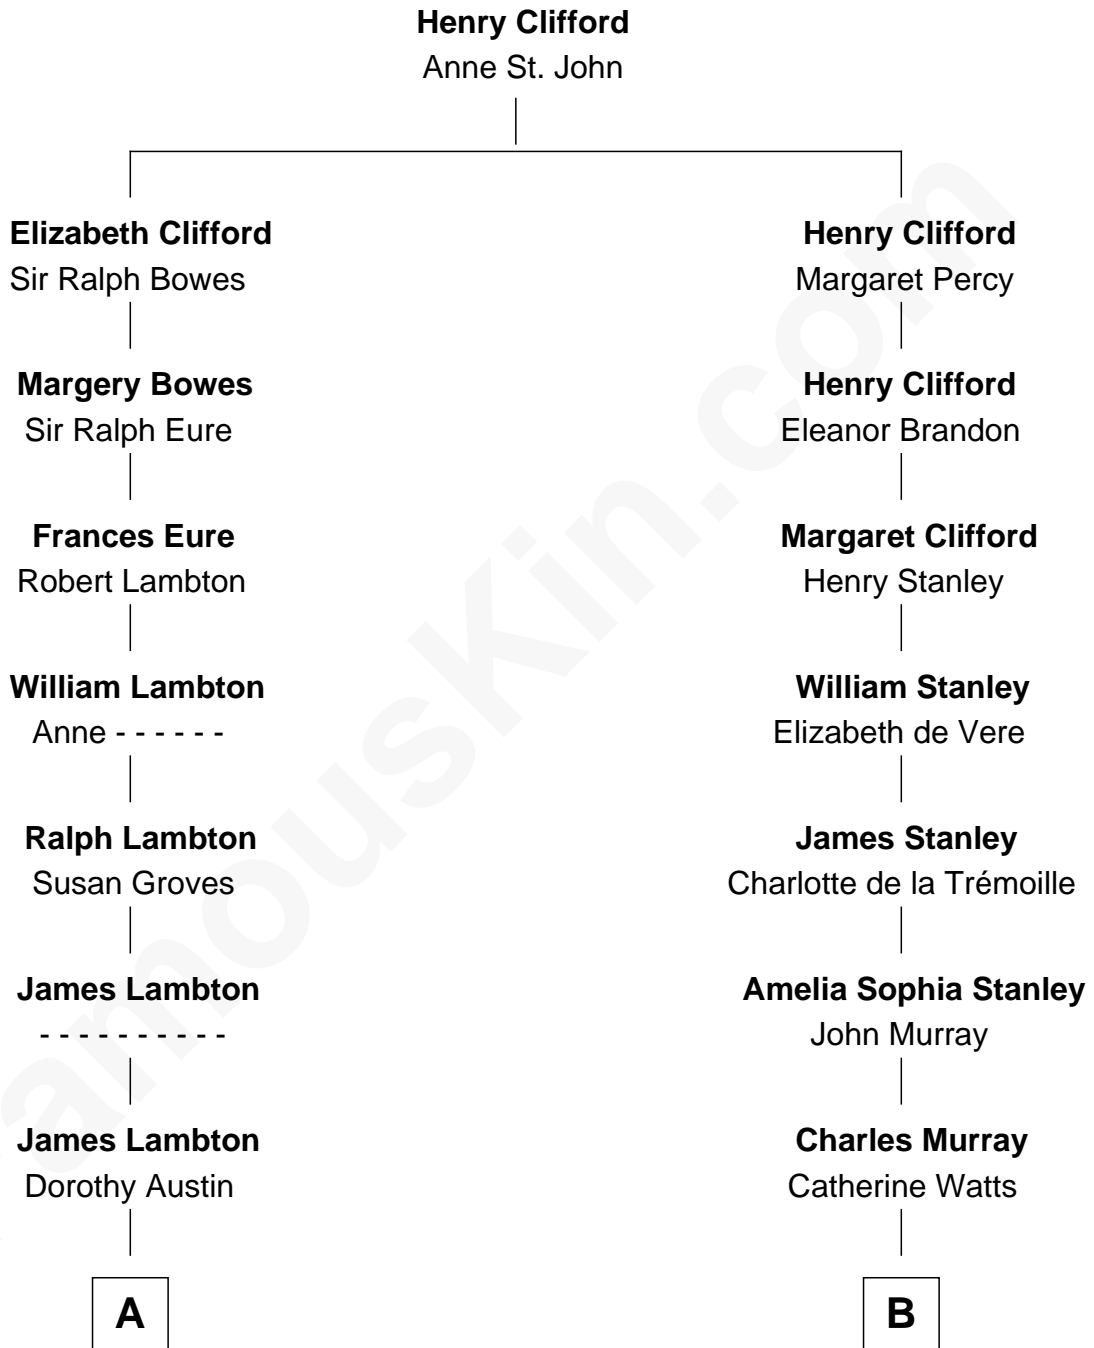 Henry Clifford
Anne St. John
Elizabeth Clifford
Sir Ralph Bowes
Henry Clifford
Margaret Percy
Margery Bowes
Sir Ralph Eure
Henry Clifford
Eleanor Brandon
Frances Eure
Robert Lambton
Margaret Clifford
Henry Stanley
William Lambton
Anne - - - - - -
William Stanley
Elizabeth de Vere
Ralph Lambton
Susan Groves
James Stanley
Charlotte de la Trémoille
James Lambton
- - - - - - - - - -
Amelia Sophia Stanley
John Murray
James Lambton
Dorothy Austin
Charles Murray
Catherine Watts
A
B
famouskin.com